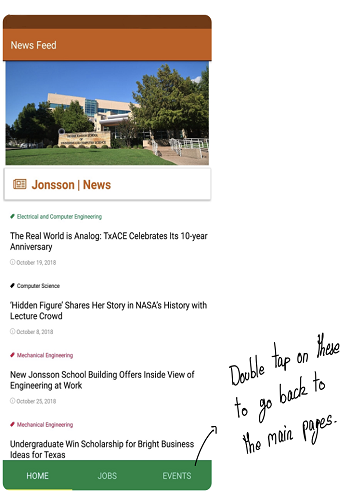 News Feed
Jonsson | News
Electrical and Computer Engineering
The Real World is Analog: TxACE Celebrates Its 10-year
Anniversary
October 19, 2018
Computer Science
'Hidden Figure' Shares Her Story in NASA's History with
Lecture Crowd
October 8, 2018
Mechanical Engineering
New Jonsson School Building Offers Inside View of
Engineering at Work
October 25, 2018
Mechanical Engineering
Undergraduate Win Scholarship for Bright Business
Ideas for Texas
HOME JOBS EVENTS
Double tap on these
to go back to
the main pages.